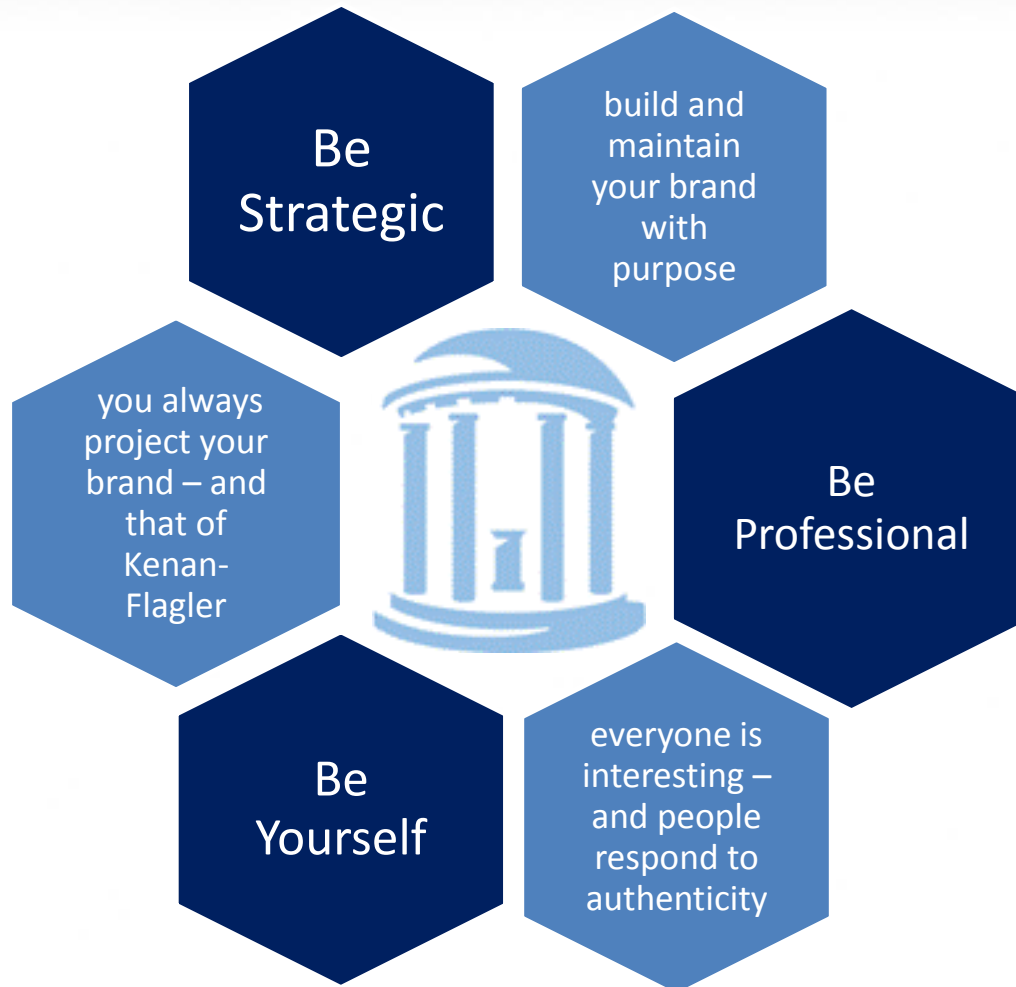 Be
Strategic
build and
maintain
your brand
with
purpose
you always
project your
brand – and
that of
Kenan-
Flagler
Be
Professional
Be
Yourself
everyone is
interesting –
and people
respond to
authenticity